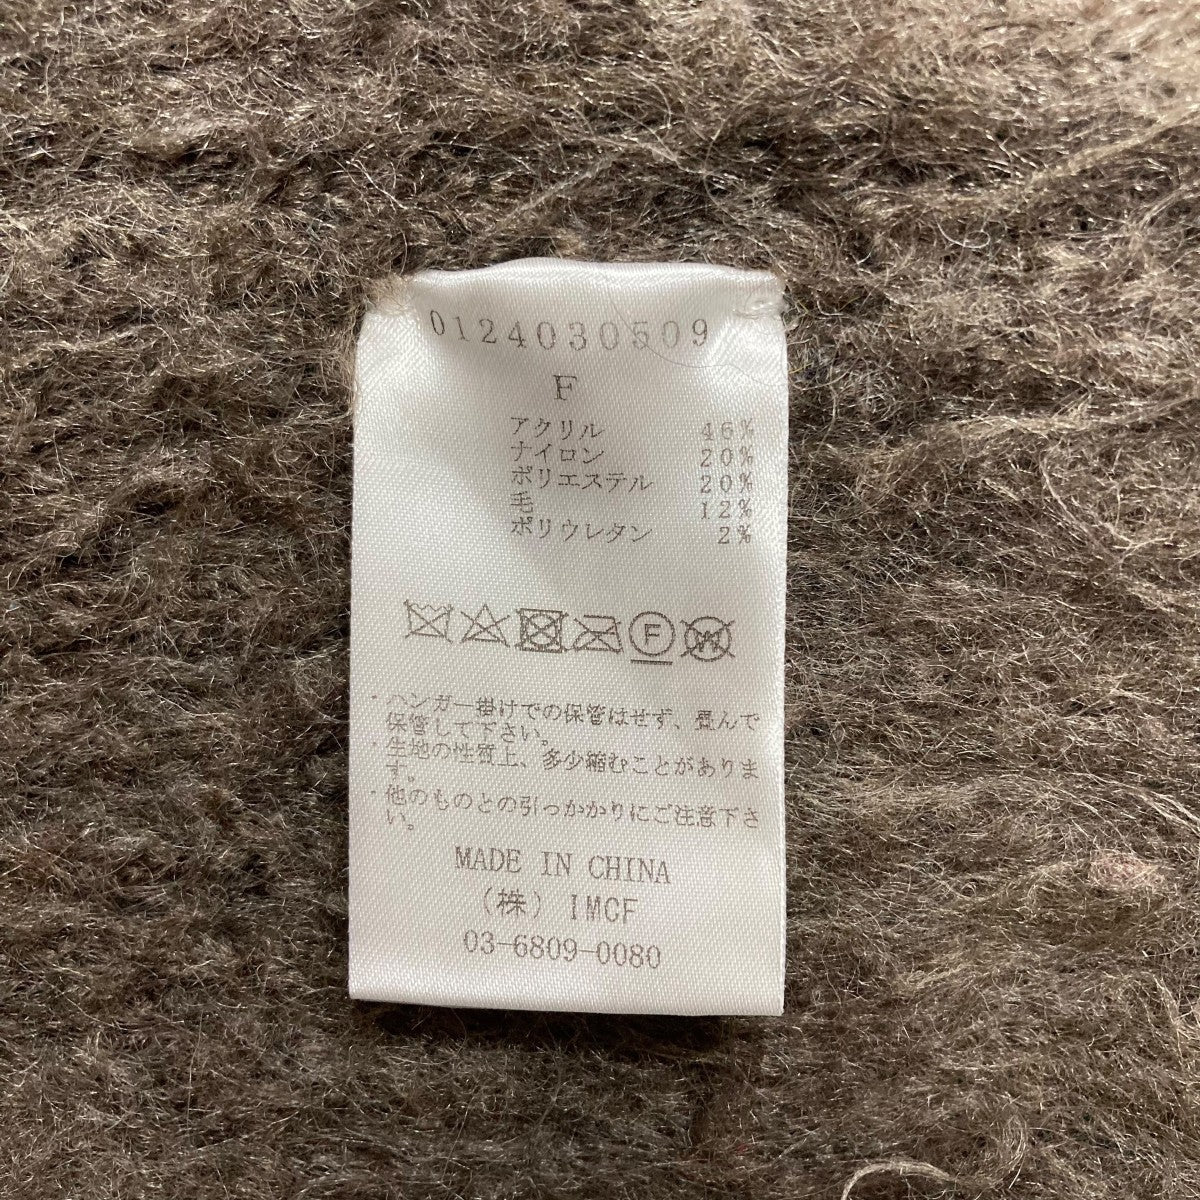 0124030509
F
アクリル 46%
ナイロン 20%
ポリエステル 20%
毛 12%
ポリウレタン 2%
F W
・ハンガー掛けでの保管はせず、畳んで
保管して下さい。
・生地の性質上、多少縮むことがありま
す。
・他のものとの引っかかりにご注意下さ
い。
MADE IN CHINA
(株) IMCF
03-6809-0080